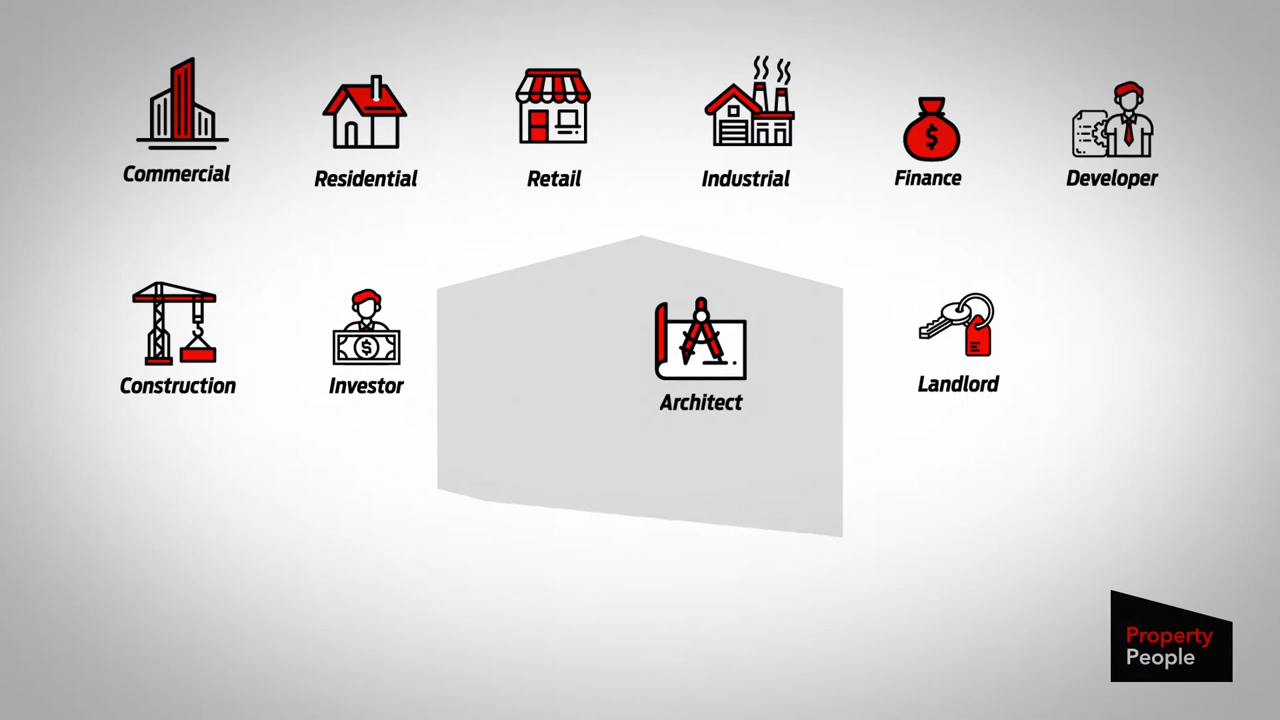 Commercial
Residential
Retail
Industrial
Finance
Developer
Construction
Investor
Architect
Landlord
Property
People